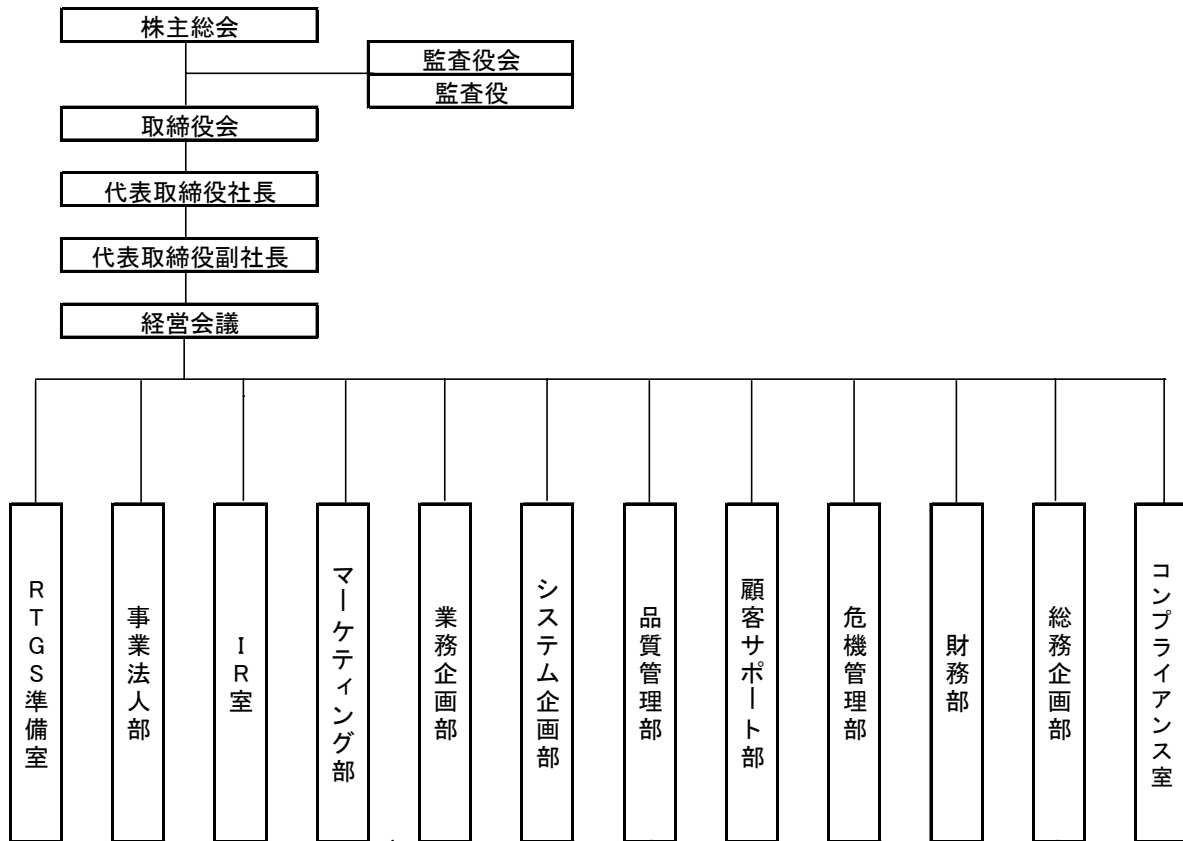 株主総会
監査役会
監査役
取締役会
代表取締役社長
代表取締役副社長
経営会議
RTGS準備室
事業法人部
IR室
マーケティング部
業務企画部
システム企画部
品質管理部
顧客サポート部
危機管理部
財務部
総務企画部
コンプライアンス室